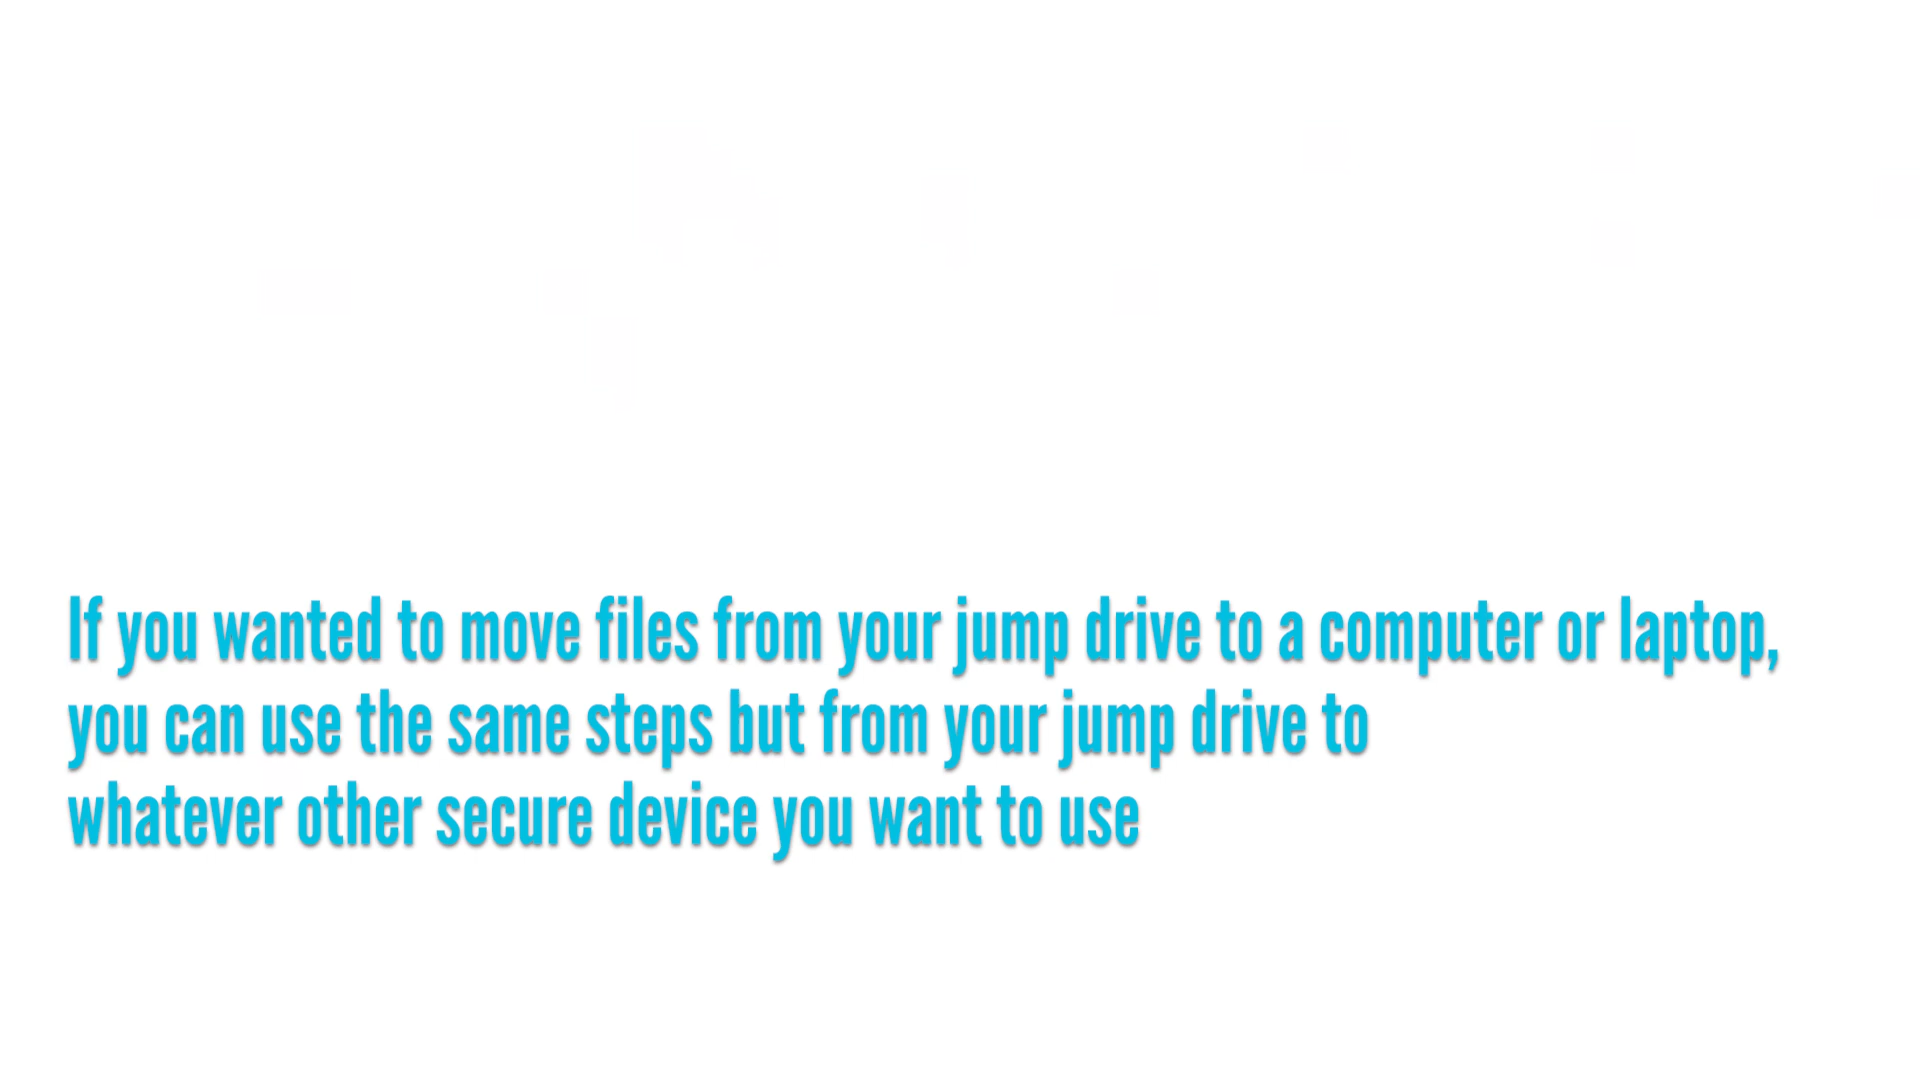 If you wanted to move files from your jump drive to a computer or laptop,
you can use the same steps but from your jump drive to
whatever other secure device you want to use